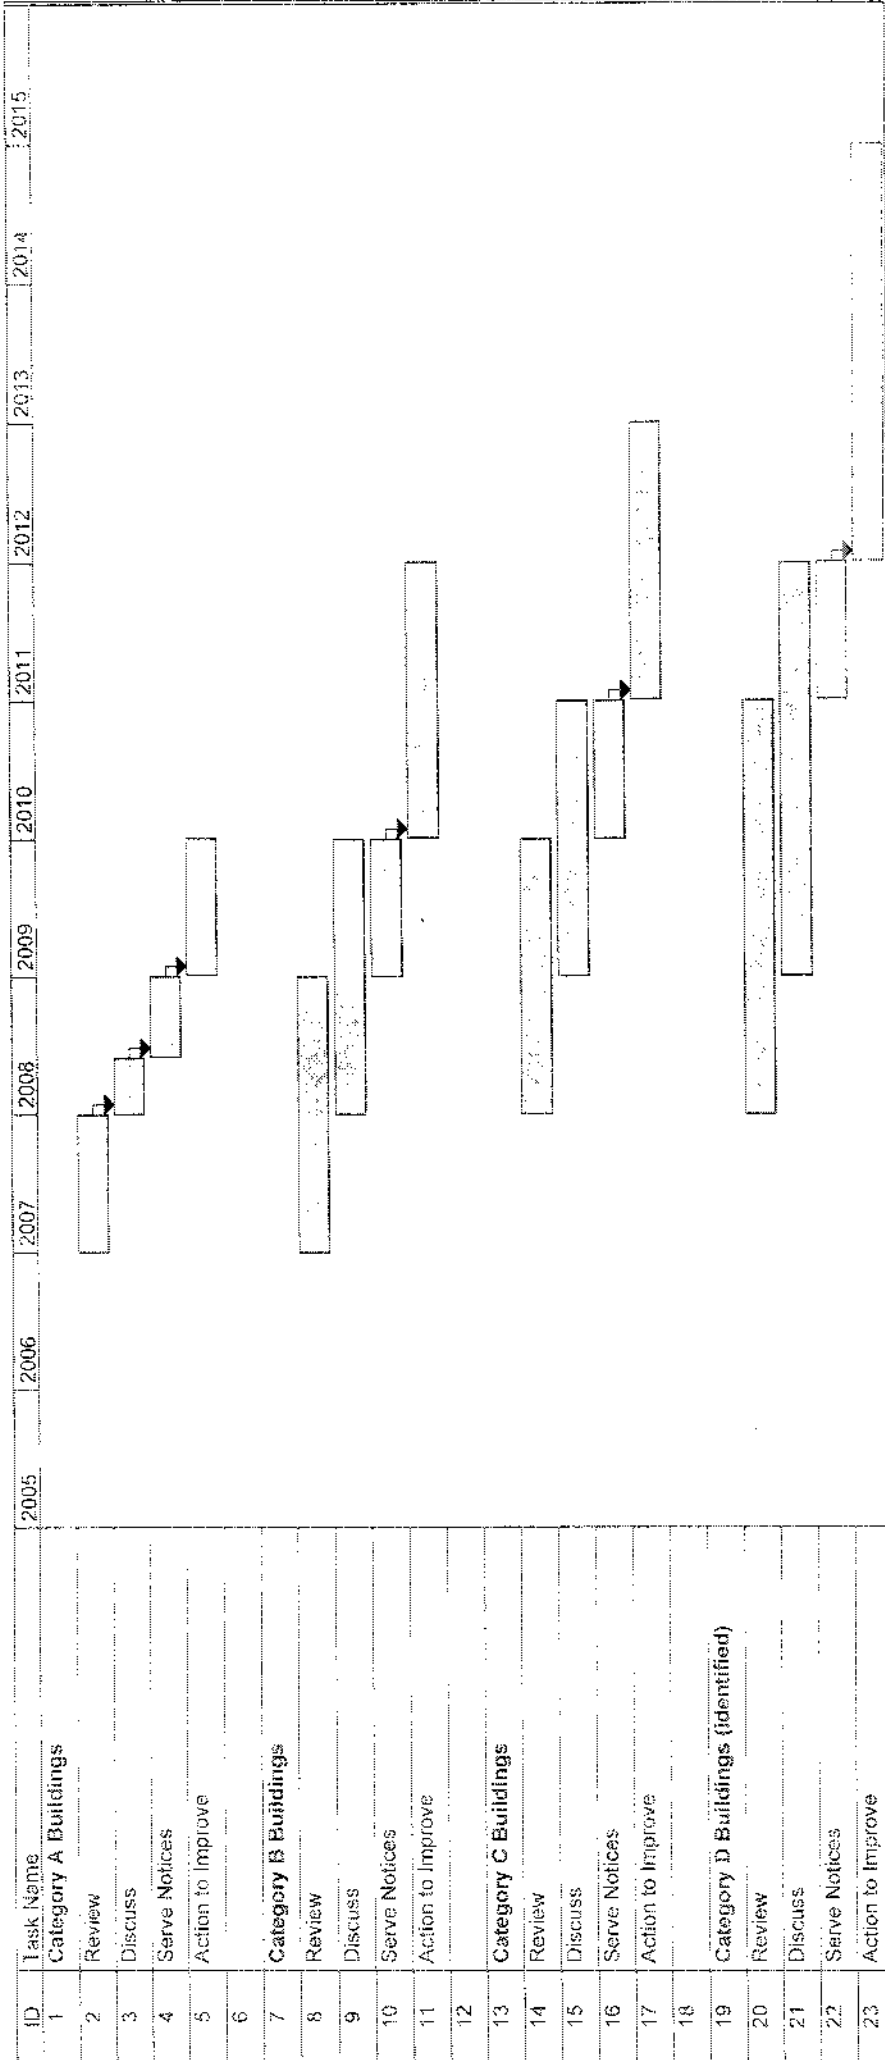 ID Task Name 2005 2006 2007 2008 2009 2010 2011 2012 2013 2014 2015
1 Category A Buildings
2 Review
3 Discuss
4 Serve Notices
5 Action to Improve
6
7 Category B Buildings
8 Review
9 Discuss
10 Serve Notices
11 Action to Improve
12
13 Category C Buildings
14 Review
15 Discuss
16 Serve Notices
17 Action to Improve
18
19 Category D Buildings (identified)
20 Review
21 Discuss
22 Serve Notices
23 Action to Improve